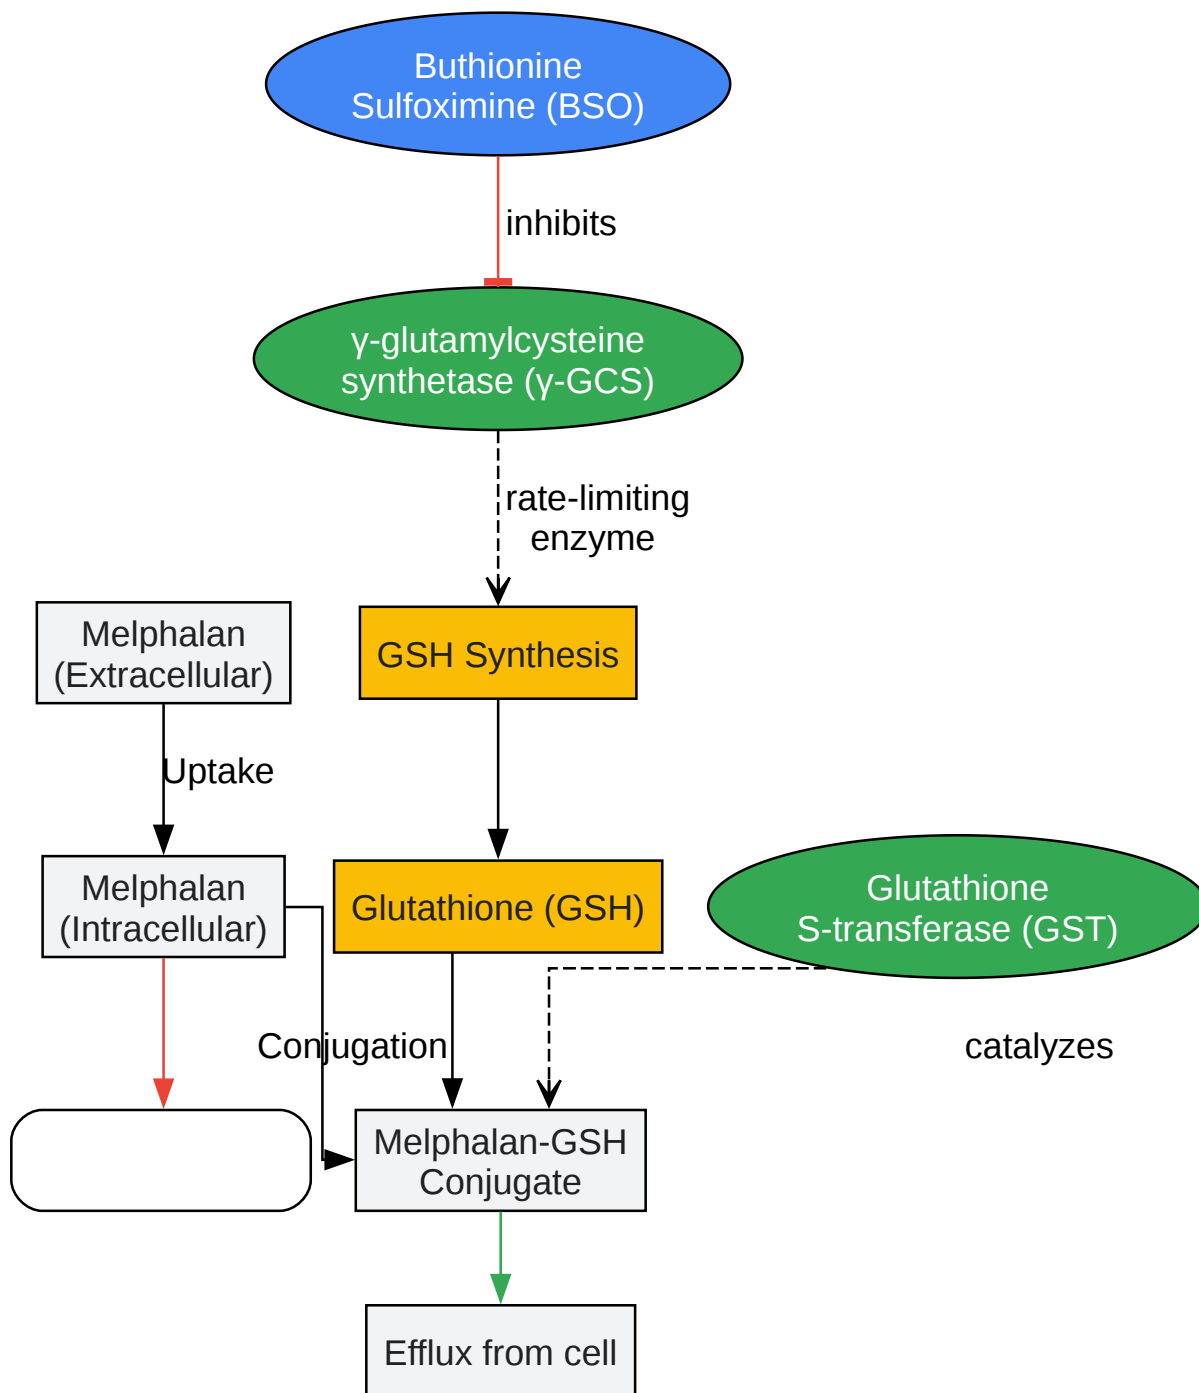 Buthionine
Sulfoximine (BSO)
inhibits
γ-glutamylcysteine
synthetase (γ-GCS)
rate-limiting
enzyme
Melphalan
(Extracellular)
GSH Synthesis
Uptake
Melphalan
(Intracellular)
Glutathione (GSH)
Glutathione
S-transferase (GST)
Conjugation
catalyzes
Melphalan-GSH
Conjugate
Efflux from cell